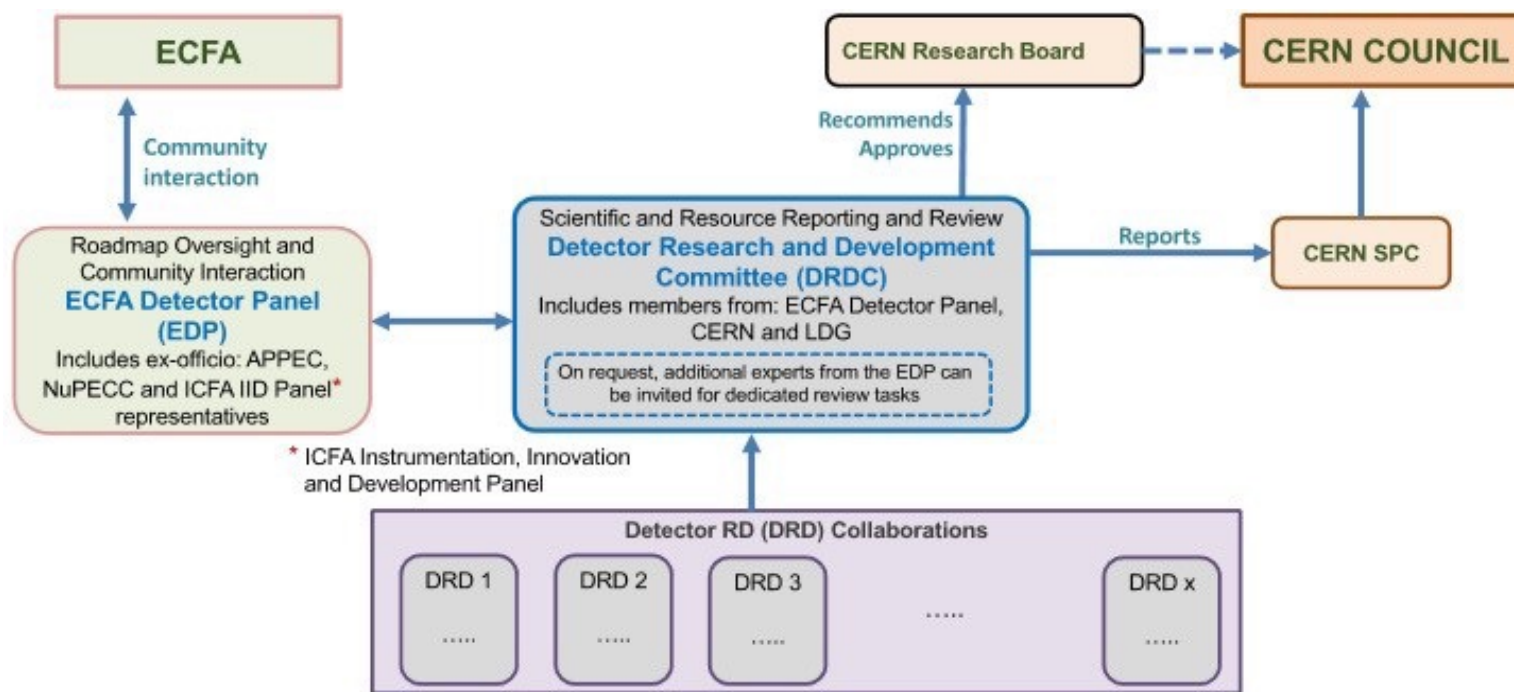 ECFA
CERN Research Board
CERN COUNCIL
Community
interaction
Recommends
Approves
Roadmap Oversight and
Community Interaction
ECFA Detector Panel
(EDP)
Includes ex-officio: APPEC,
NuPECC and ICFA IID Panel*
representatives
Scientific and Resource Reporting and Review
Detector Research and Development
Committee (DRDC)
Includes members from: ECFA Detector Panel,
CERN and LDG
On request, additional experts from the EDP can
be invited for dedicated review tasks
Reports
CERN SPC
* ICFA Instrumentation, Innovation
and Development Panel
Detector RD (DRD) Collaborations
DRD 1
.....
DRD 2
.....
DRD 3
.....
.....
DRD x
.....